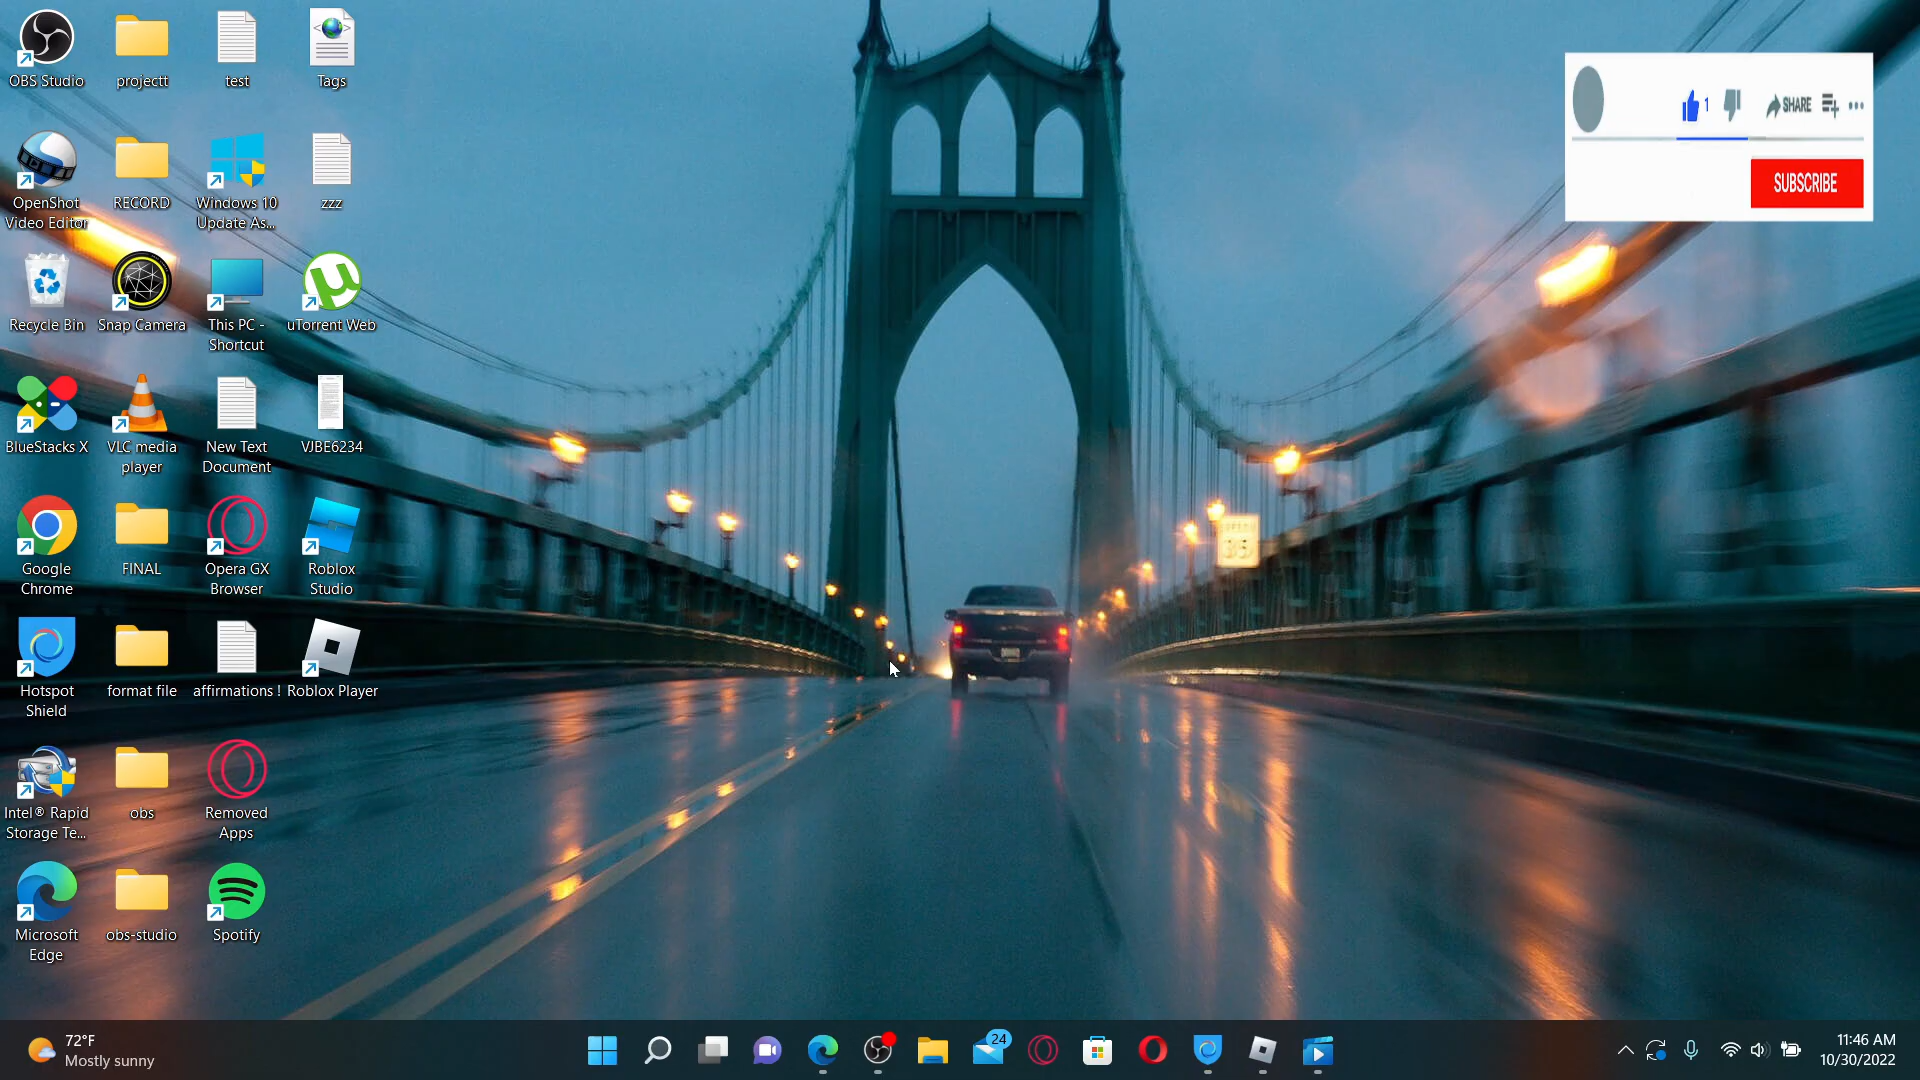 OBS Studio
projectt
test
Tags
OpenShot
Video Editor
RECORD
Windows 10
Update As...
zzz
Recycle Bin
Snap Camera
This PC -
Shortcut
uTorrent Web
BlueStacks X
VLC media
player
New Text
Document
VJBE6234
Google
Chrome
FINAL
Opera GX
Browser
Roblox
Studio
Hotspot
Shield
format file
affirmations !
Roblox Player
Intel® Rapid
Storage Te...
obs
Removed
Apps
Microsoft
Edge
obs-studio
Spotify
1
SHARE
SUBSCRIBE
35
72°F
Mostly sunny
24
11:46 AM
10/30/2022